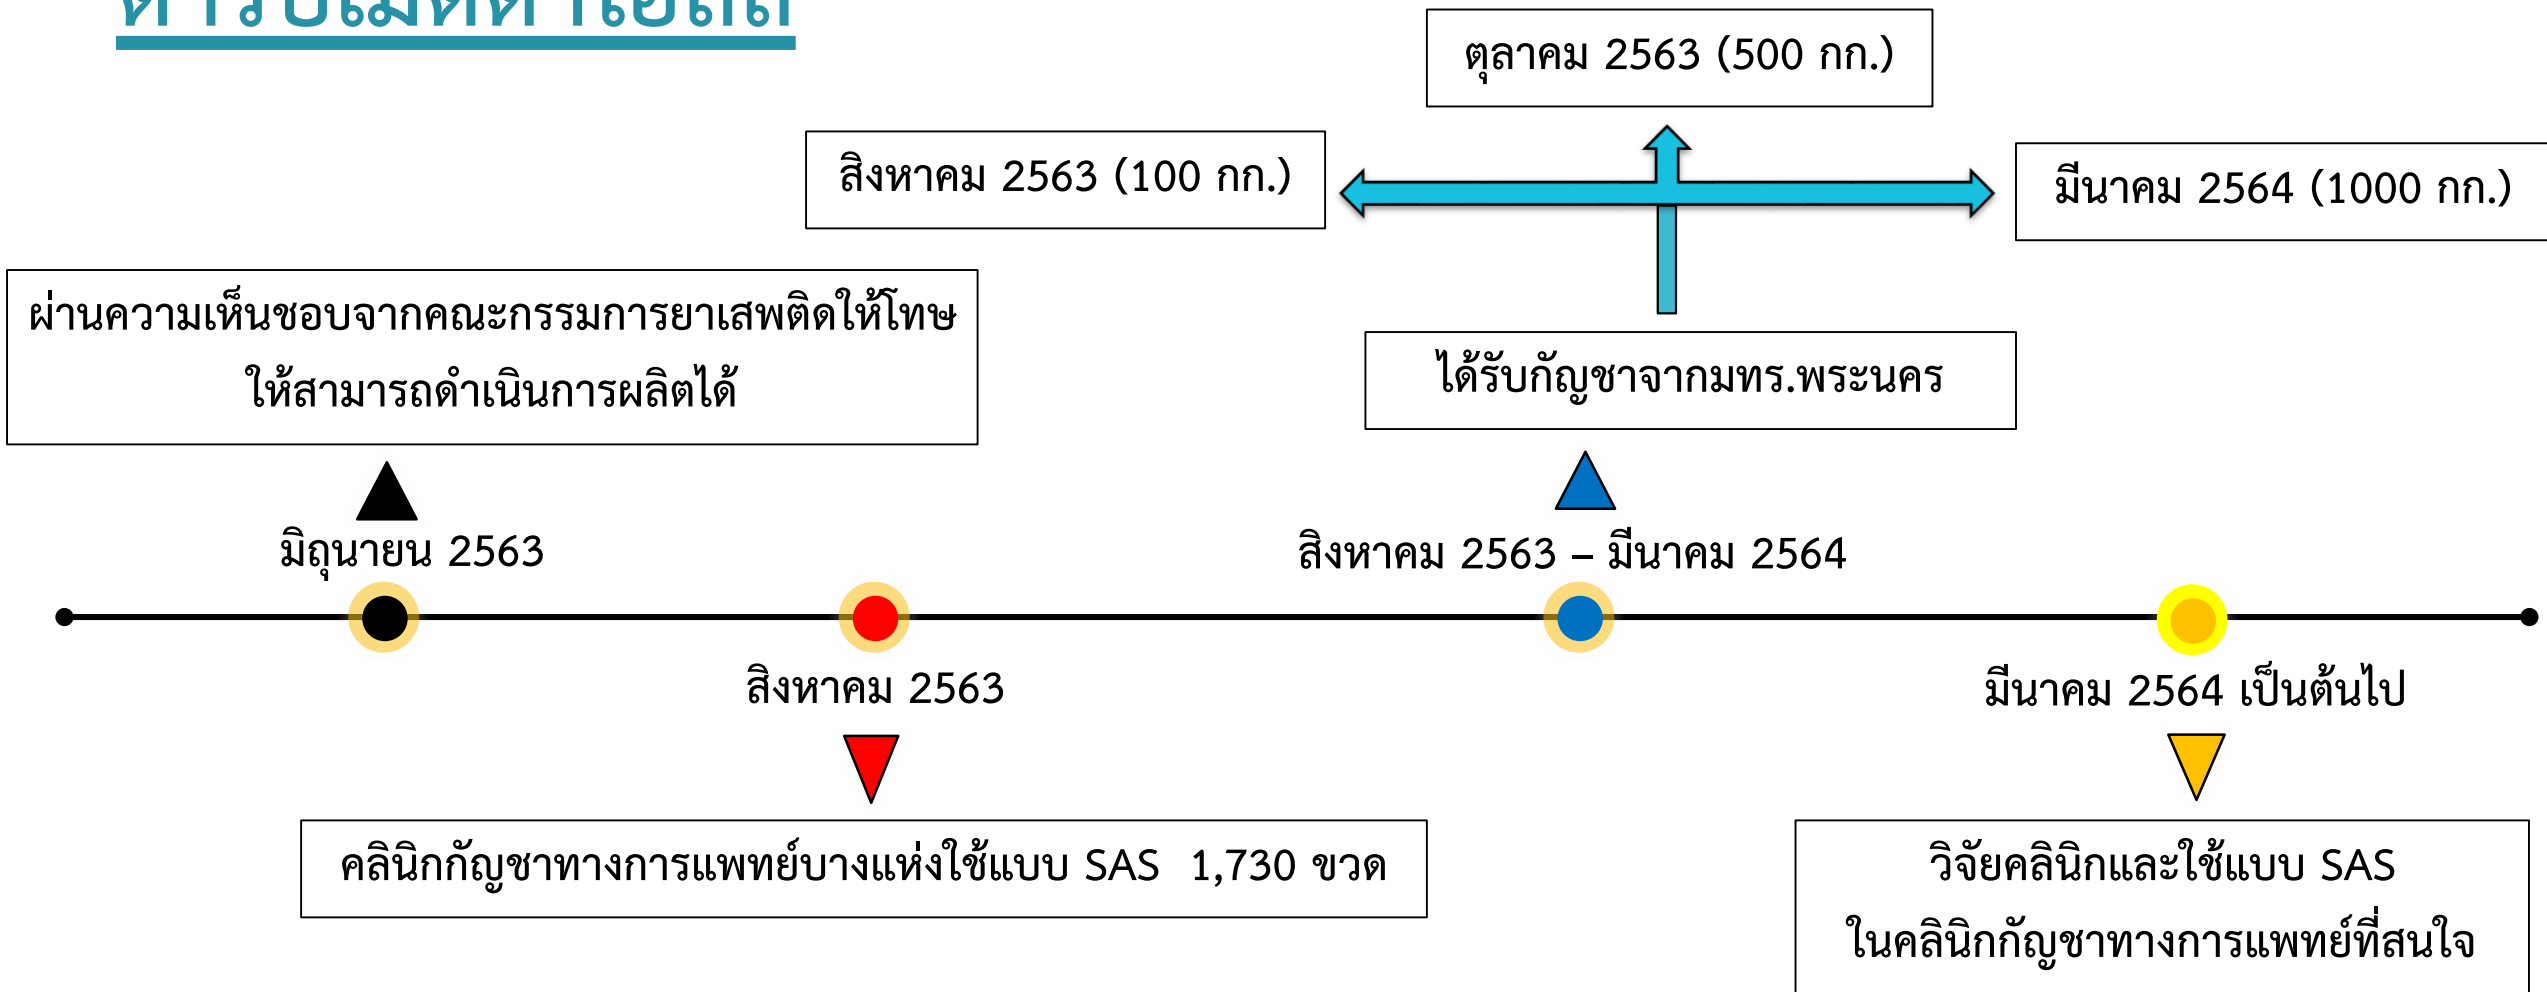 ตุลาคม 2563 (500 กก.)
สิงหาคม 2563 (100 กก.)
มีนาคม 2564 (1000 กก.)
ผ่านความเห็นชอบจากคณะกรรมการยาเสพติดให้โทษ
ให้สามารถดำเนินการผลิตได้
ได้รับกัญชาจากมทร.พระนคร
มิถุนายน 2563
สิงหาคม 2563 – มีนาคม 2564
สิงหาคม 2563
มีนาคม 2564 เป็นต้นไป
คลินิกกัญชาทางการแพทย์บางแห่งใช้แบบ SAS 1,730 ขวด
วิจัยคลินิกและใช้แบบ SAS
ในคลินิกกัญชาทางการแพทย์ที่สนใจ